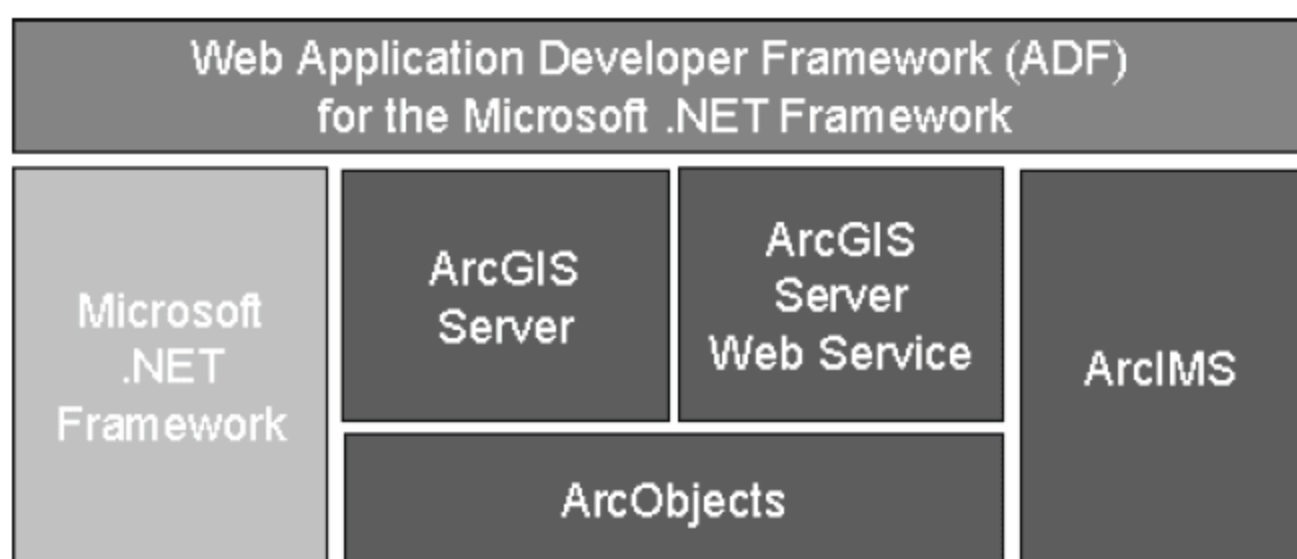 Web Application Developer Framework (ADF)
for the Microsoft .NET Framework
Microsoft
.NET
Framework
ArcGIS
Server
ArcGIS
Server
Web Service
ArcIMS
ArcObjects